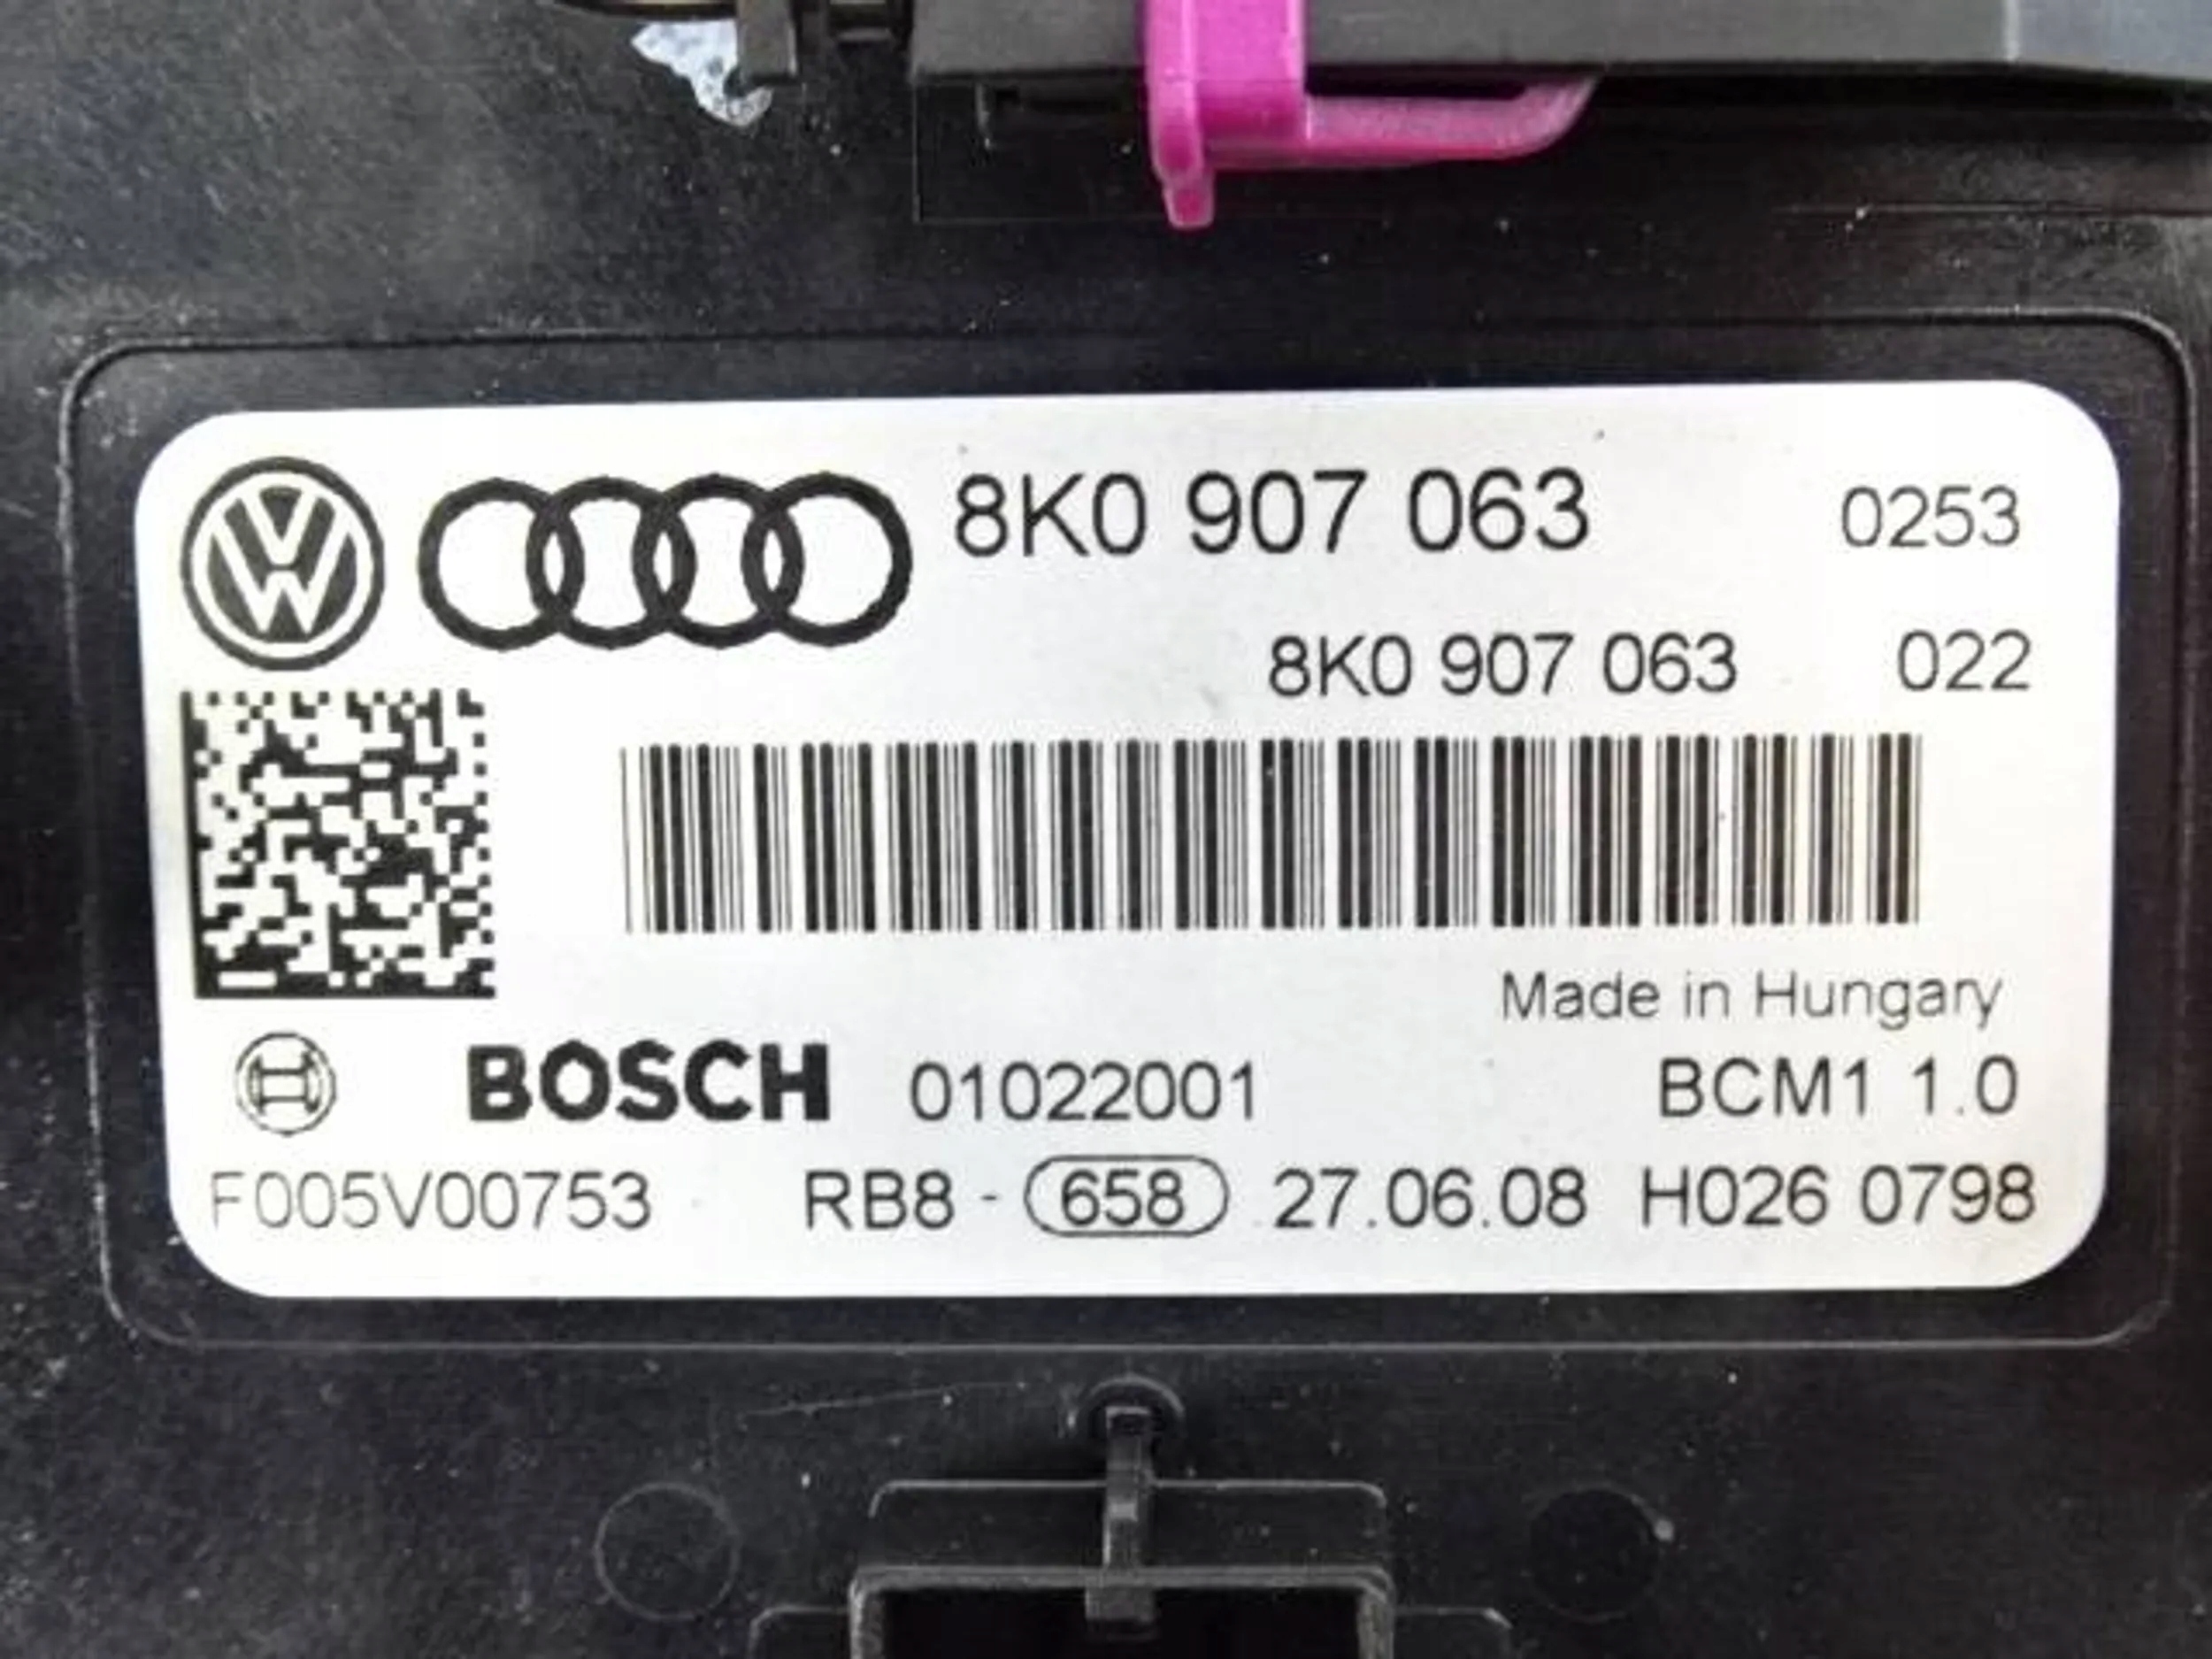 8K0 907 063 0253
8K0 907 063 022
Made in Hungary
BOSCH 01022001 BCM1 1.0
F005V00753 RB8 - 658 27.06.08 H026 0798